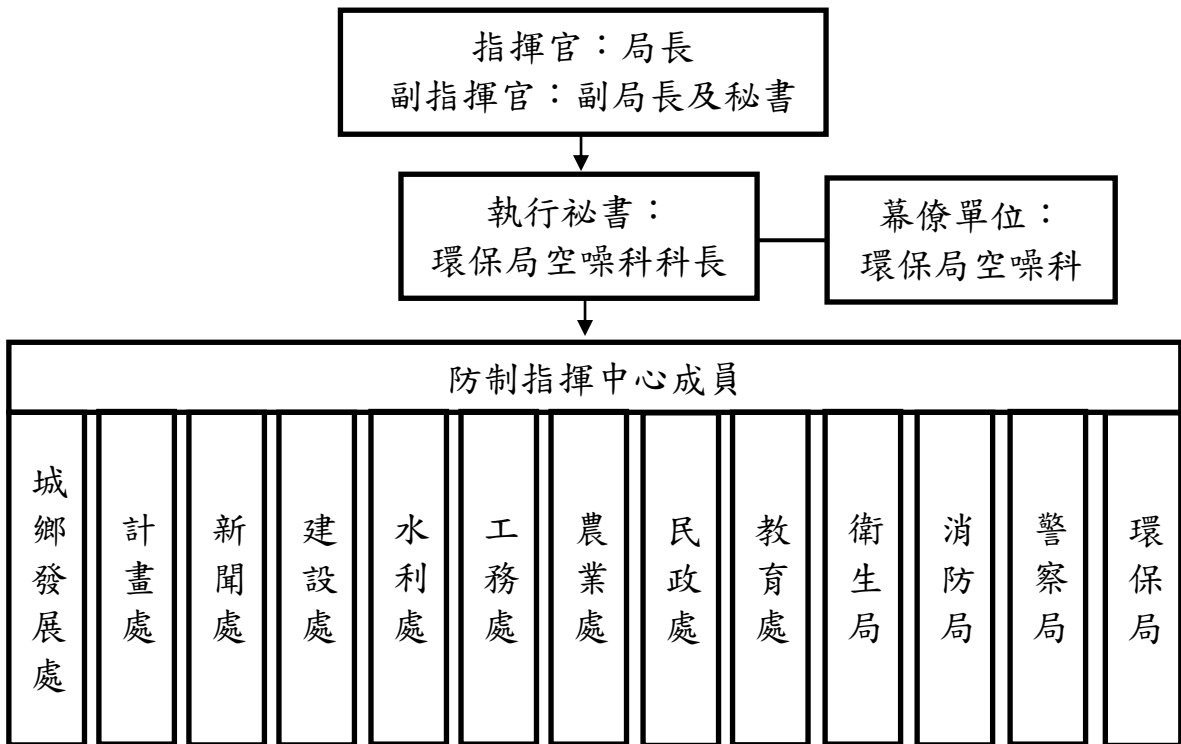 指揮官：局長
副指揮官：副局長及秘書
執行祕書：
環保局空噪科科長
幕僚單位：
環保局空噪科
防制指揮中心成員
城鄉發展處
計畫處
新聞處
建設處
水利處
工務處
農業處
民政處
教育處
衛生局
消防局
警察局
環保局